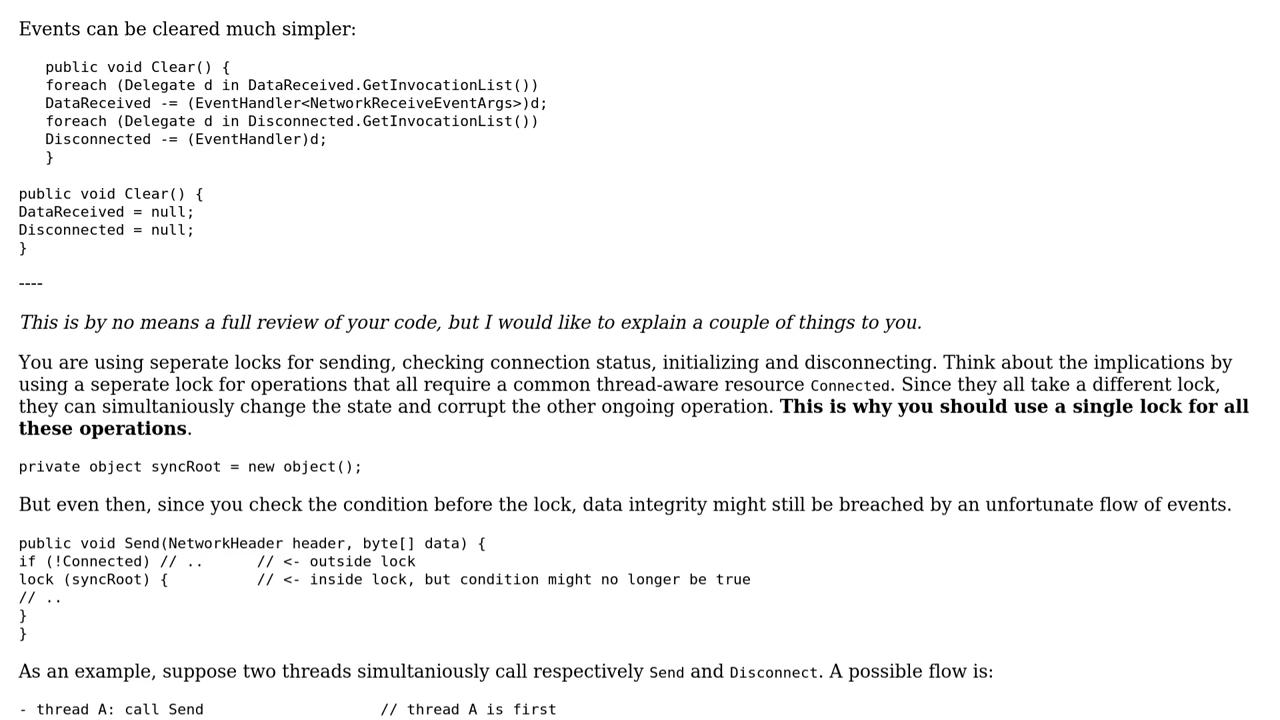 Events can be cleared much simpler:
public void Clear() {
foreach (Delegate d in DataReceived.GetInvocationList())
DataReceived -= (EventHandler<NetworkReceiveEventArgs>)d;
foreach (Delegate d in Disconnected.GetInvocationList())
Disconnected -= (EventHandler)d;
}
public void Clear() {
DataReceived = null;
Disconnected = null;
}
----
This is by no means a full review of your code, but I would like to explain a couple of things to you.
You are using seperate locks for sending, checking connection status, initializing and disconnecting. Think about the implications by
using a seperate lock for operations that all require a common thread-aware resource Connected. Since they all take a different lock,
they can simultaniously change the state and corrupt the other ongoing operation. This is why you should use a single lock for all
these operations.
private object syncRoot = new object();
But even then, since you check the condition before the lock, data integrity might still be breached by an unfortunate flow of events.
public void Send(NetworkHeader header, byte[] data) {
if (!Connected) // ..      // <- outside lock
lock (syncRoot) {          // <- inside lock, but condition might no longer be true
// ..
}
}
As an example, suppose two threads simultaniously call respectively Send and Disconnect. A possible flow is:
- thread A: call Send                    // thread A is first